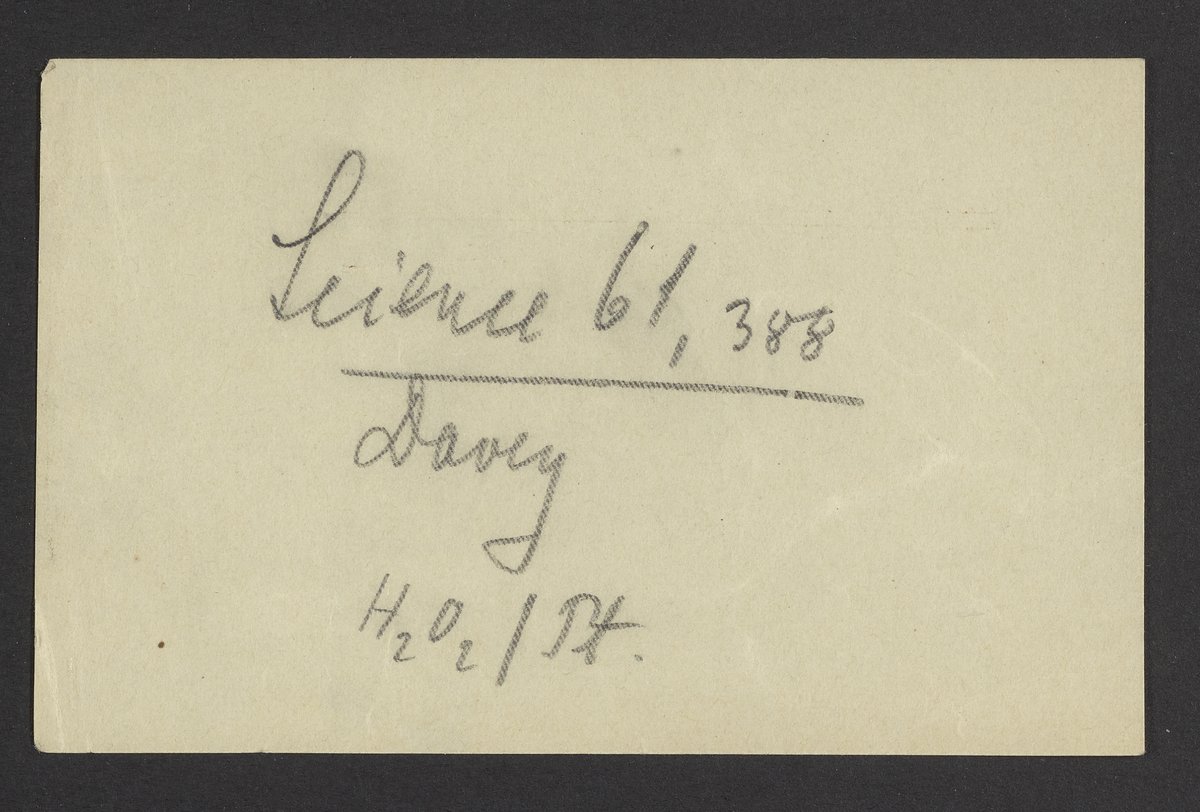 Science 61, 388
Davey
H₂O₂/Pt.